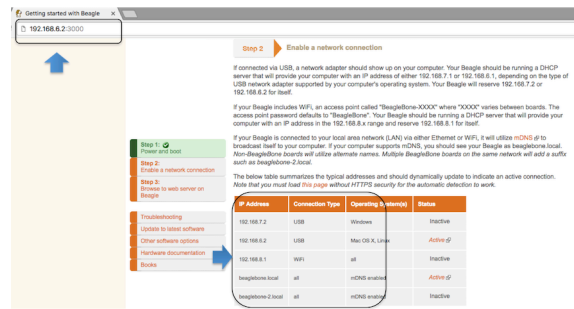 Getting started with Beagle
192.168.6.2:3000
Step 2
Enable a network connection
If connected via USB, a network adapter should show up on your computer. Your Beagle should be running a DHCP
server that will provide your computer with an IP address of either 192.168.7.1 or 192.168.6.1, depending on the type of
USB network adapter supported by your computer's operating system. Your Beagle will reserve 192.168.7.2 or
192.168.6.2 for itself.
If your Beagle includes WiFi, an access point called "BeagleBone-XXXX" where "XXXX" varies between boards. The
access point password defaults to "BeagleBone". Your Beagle should be running a DHCP server that will provide your
computer with an IP address in the 192.168.8.x range and reserve 192.168.8.1 for itself.
If your Beagle is connected to your local area network (LAN) via either Ethernet or WiFi, it will utilize mDNS to
broadcast itself to your computer. If your computer supports mDNS, you should see your Beagle as beaglebone.local.
Non-BeagleBone boards will utilize alternate names. Multiple BeagleBone boards on the same network will add a suffix
such as beaglebone-2.local.
The below table summarizes the typical addresses and should dynamically update to indicate an active connection.
Note that you must load this page without HTTPS security for the automatic detection to work.
Step 1:
Power and boot
Step 2:
Enable a network connection
Step 3:
Browse to web server on
Beagle
Troubleshooting
Update to latest software
Other software options
Hardware documentation
Books
IP Address Connection Type Operating System(s) Status
192.168.7.2 USB Windows Inactive
192.168.6.2 USB Mac OS X, Linux Active
192.168.8.1 WiFi all Inactive
beaglebone.local all mDNS enabled Active
beaglebone-2.local all mDNS enabled Inactive